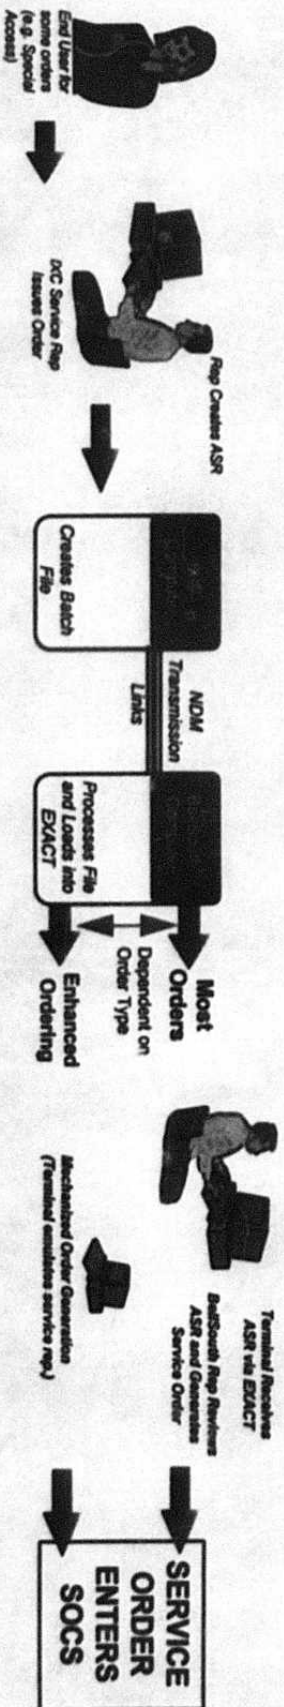 End User for
some orders
(e.g. Special
Access)
Rep Creates ASR
IXC Service Rep
Issues Order
Creates Batch
File
NDM
Transmission
Links
Processes File
and Loads into
EXACT
Most
Orders
Dependent on
Order Type
Enhanced
Ordering
Terminal Receives
ASR via EXACT
BellSouth Rep Reviews
ASR and Generates
Service Order
Mechanized Order Generation
(Terminal emulates service rep.)
SERVICE
ORDER
ENTERS
SOCS